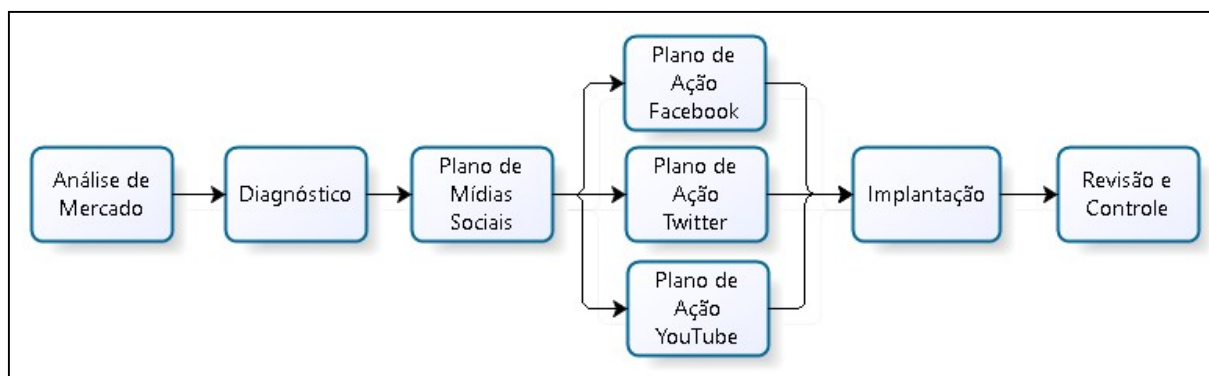 Análise de
Mercado
Diagnóstico
Plano de
Mídias
Sociais
Plano de
Ação
Facebook
Plano de
Ação
Twitter
Plano de
Ação
YouTube
Implantação
Revisão e
Controle